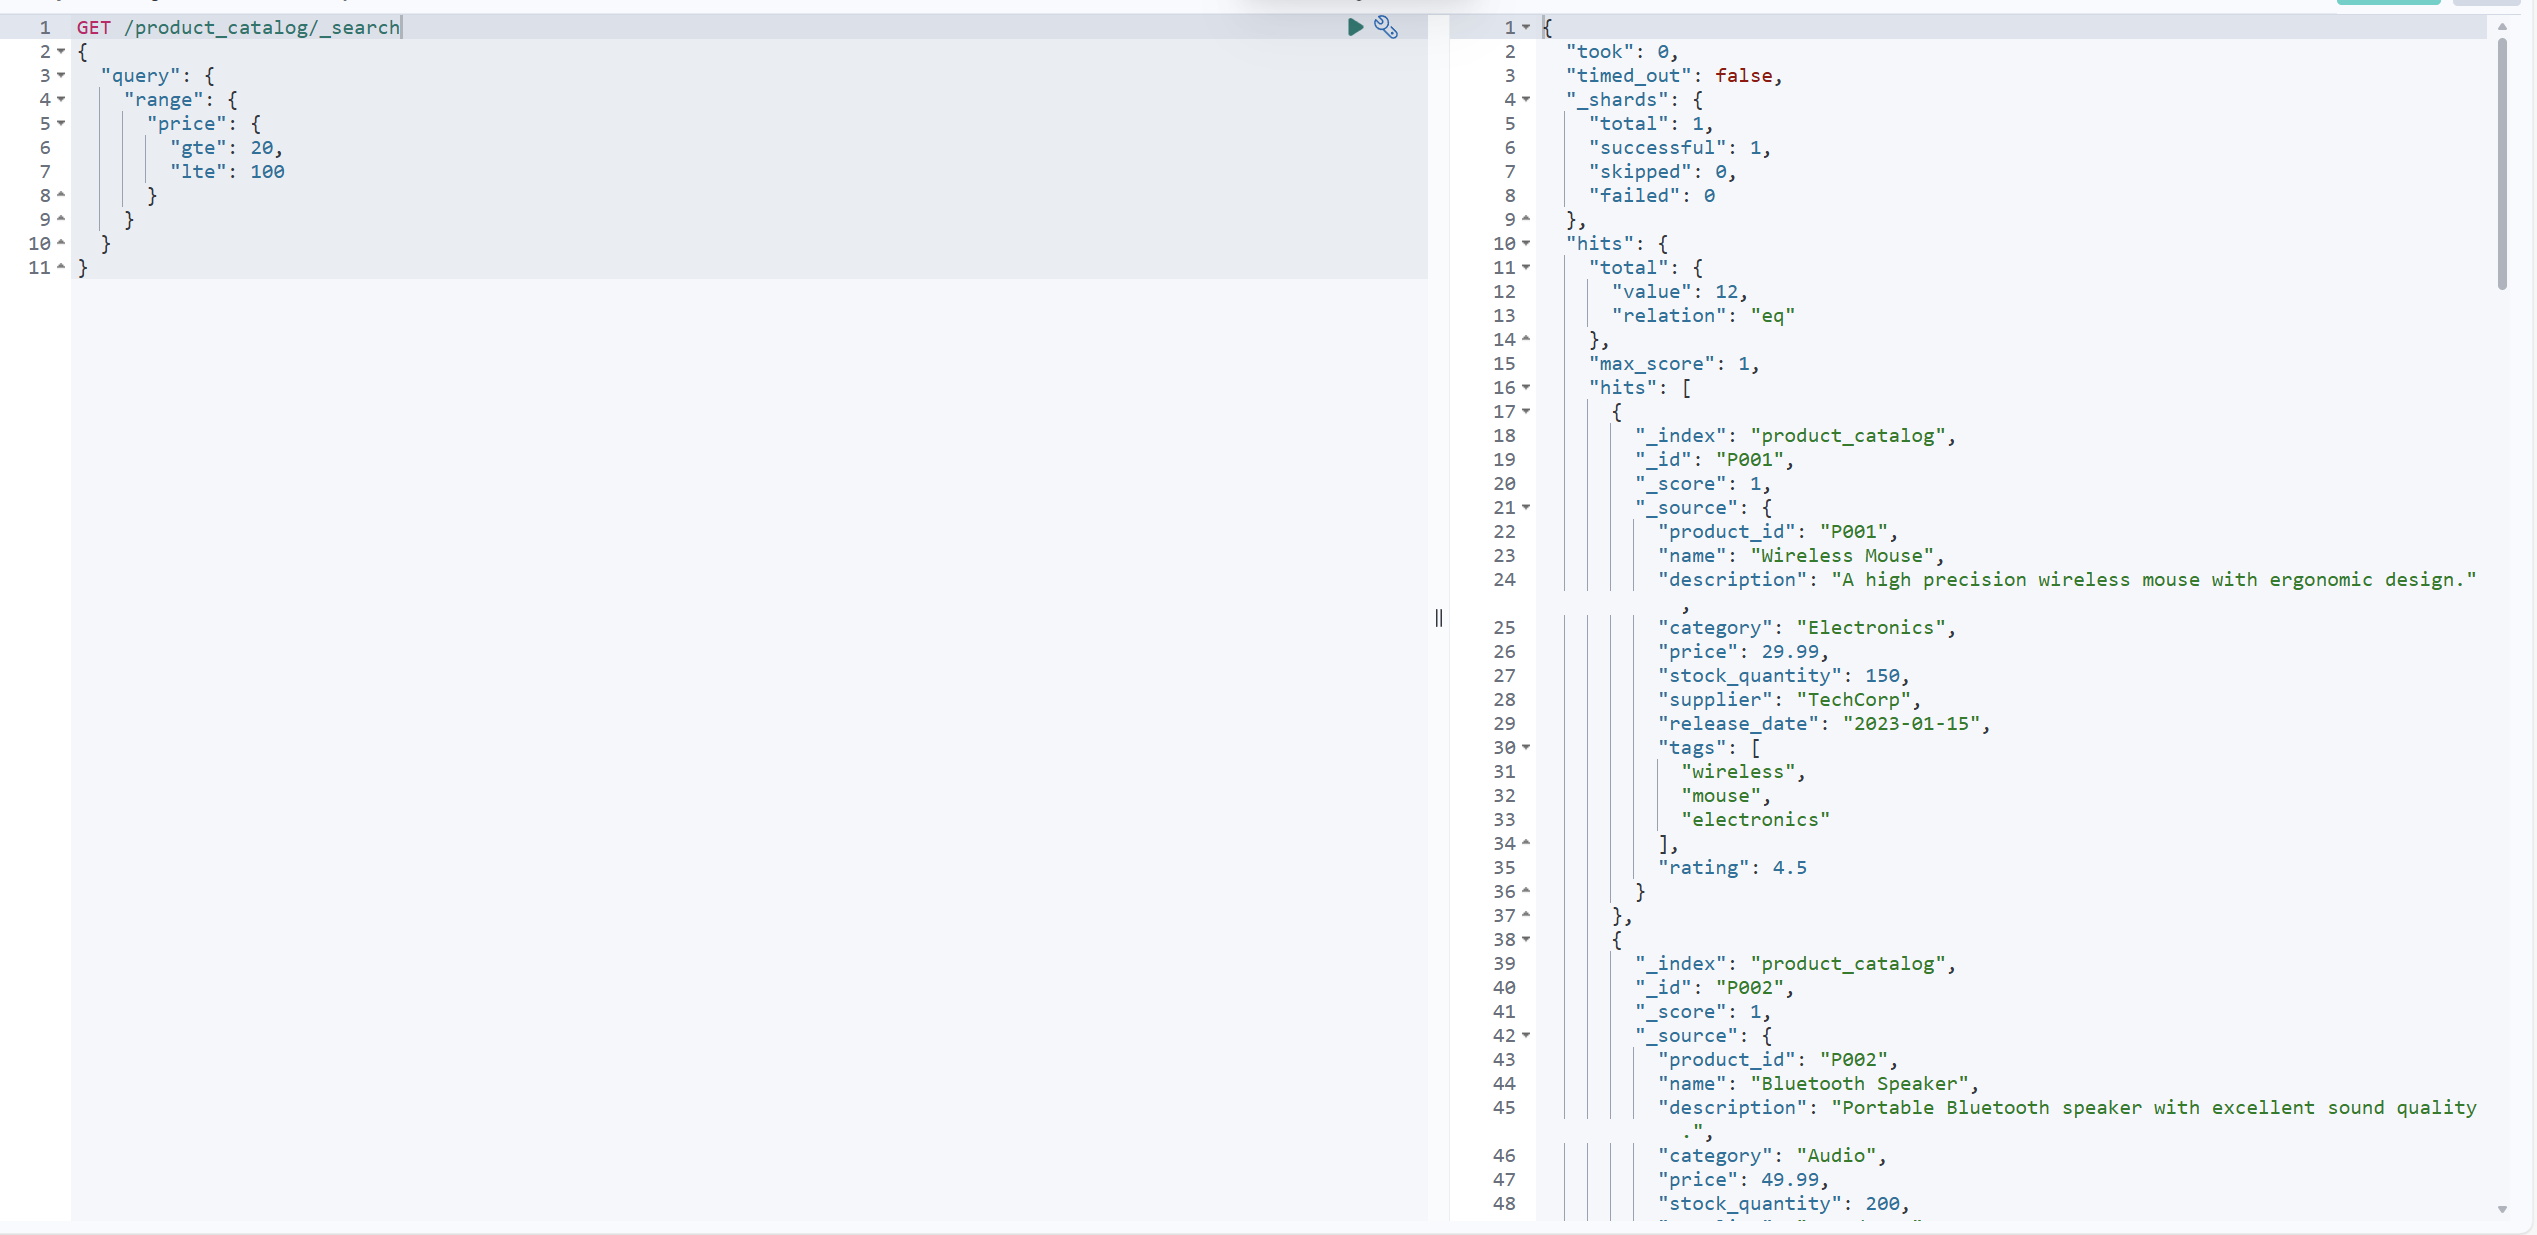 1 GET /product_catalog/_search
2 {
3 "query": {
4 "range": {
5 "price": {
6 "gte": 20,
7 "lte": 100
8 }
9 }
10 }
11 }
1 {
2 "took": 0,
3 "timed_out": false,
4 "_shards": {
5 "total": 1,
6 "successful": 1,
7 "skipped": 0,
8 "failed": 0
9 },
10 "hits": {
11 "total": {
12 "value": 12,
13 "relation": "eq"
14 },
15 "max_score": 1,
16 "hits": [
17 {
18 "_index": "product_catalog",
19 "_id": "P001",
20 "_score": 1,
21 "_source": {
22 "product_id": "P001",
23 "name": "Wireless Mouse",
24 "description": "A high precision wireless mouse with ergonomic design."
,
25 "category": "Electronics",
26 "price": 29.99,
27 "stock_quantity": 150,
28 "supplier": "TechCorp",
29 "release_date": "2023-01-15",
30 "tags": [
31 "wireless",
32 "mouse",
33 "electronics"
34 ],
35 "rating": 4.5
36 }
37 },
38 {
39 "_index": "product_catalog",
40 "_id": "P002",
41 "_score": 1,
42 "_source": {
43 "product_id": "P002",
44 "name": "Bluetooth Speaker",
45 "description": "Portable Bluetooth speaker with excellent sound quality
.",
46 "category": "Audio",
47 "price": 49.99,
48 "stock_quantity": 200,